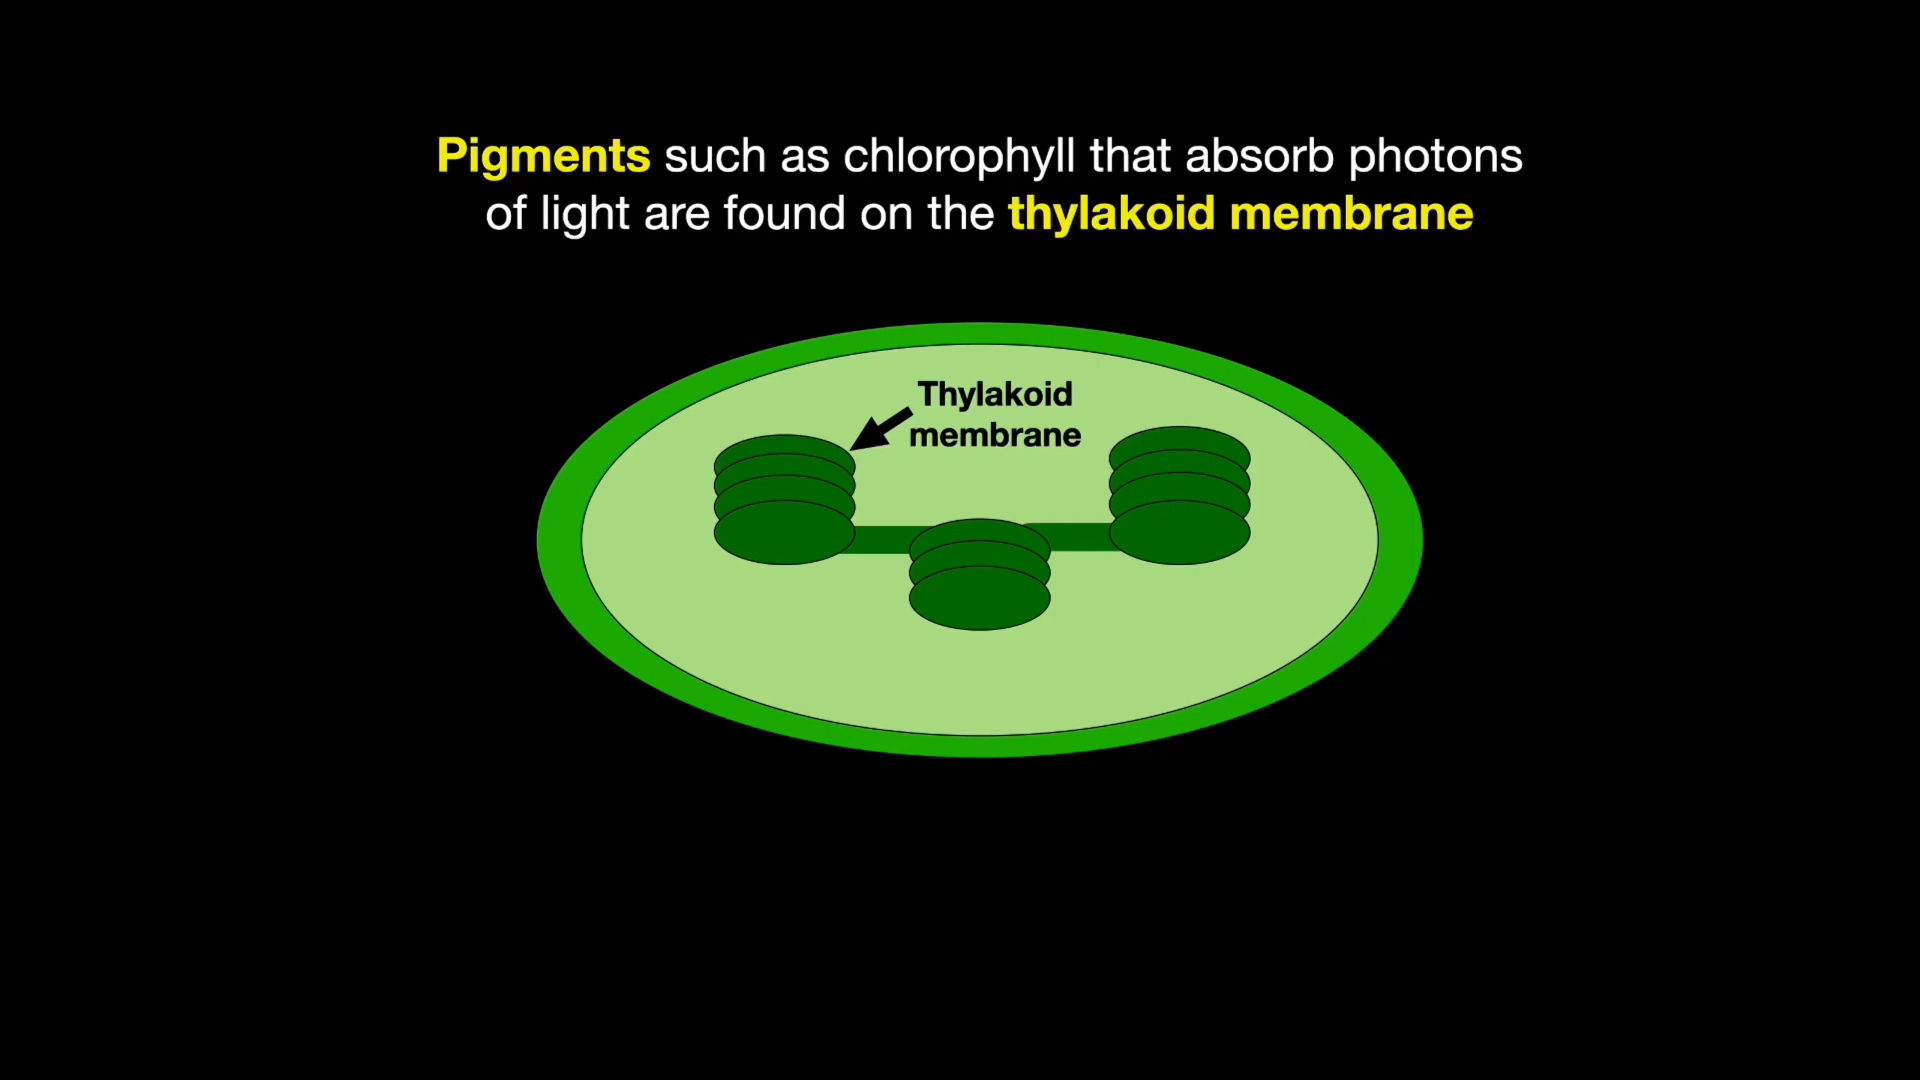 Pigments such as chlorophyll that absorb photons
of light are found on the thylakoid membrane
Thylakoid
membrane